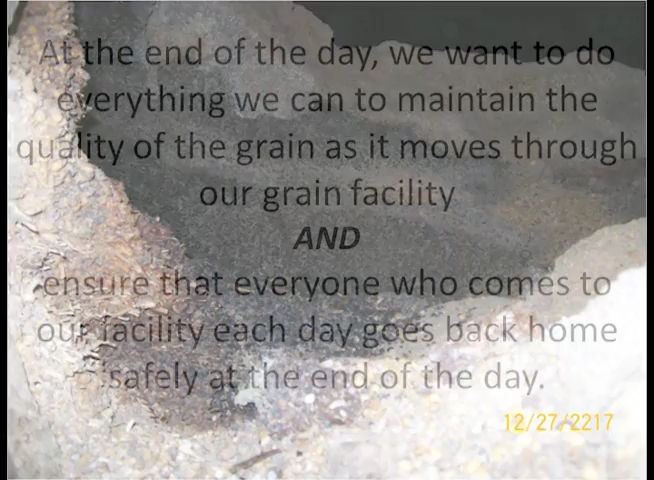 At the end of the day, we want to do
everything we can to maintain the
quality of the grain as it moves through
our grain facility
AND
ensure that everyone who comes to
our facility each day goes back home
safely at the end of the day.
12/27/2217